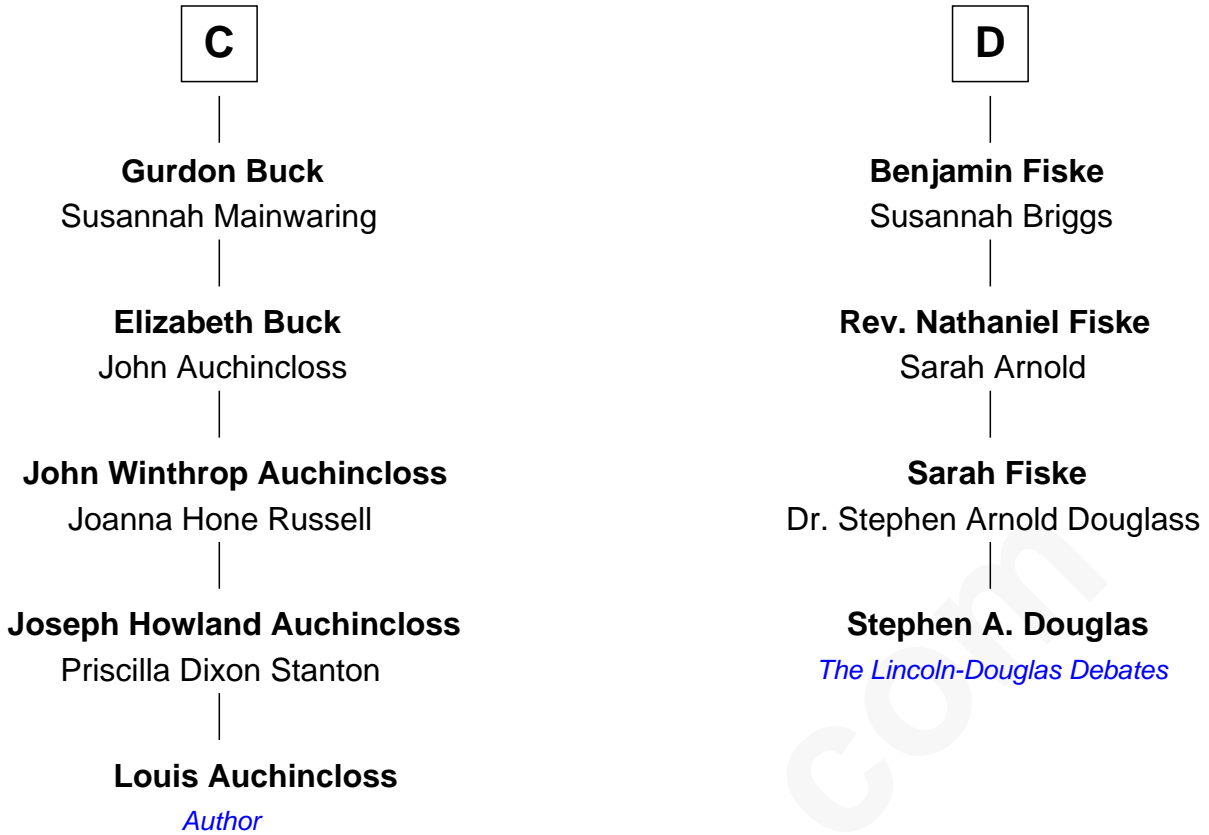 C
Gurdon Buck
Susannah Mainwaring
Elizabeth Buck
John Auchincloss
John Winthrop Auchincloss
Joanna Hone Russell
Joseph Howland Auchincloss
Priscilla Dixon Stanton
Louis Auchincloss
Author
D
Benjamin Fiske
Susannah Briggs
Rev. Nathaniel Fiske
Sarah Arnold
Sarah Fiske
Dr. Stephen Arnold Douglass
Stephen A. Douglas
The Lincoln-Douglas Debates
com